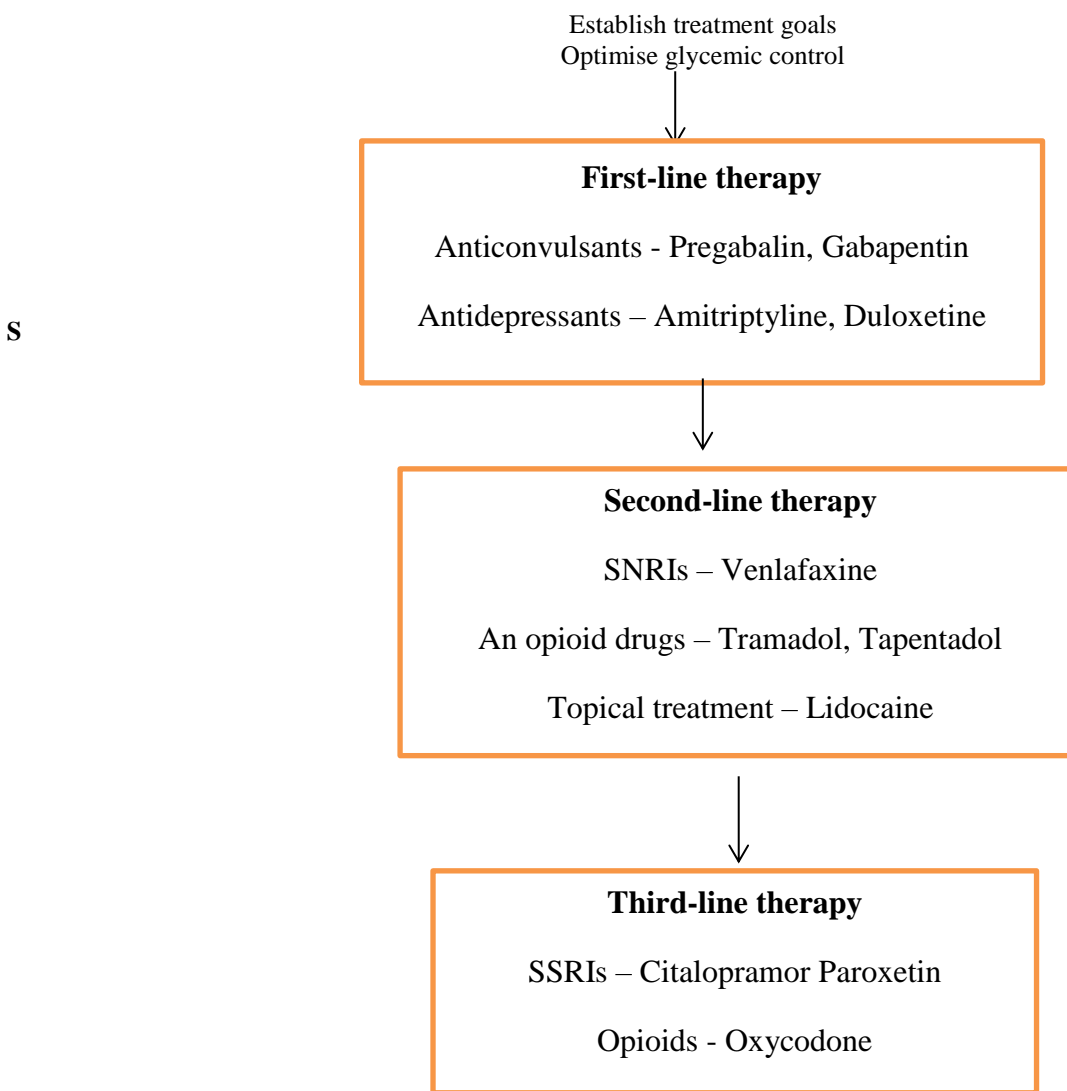 Establish treatment goals
Optimise glycemic control
First-line therapy
Anticonvulsants - Pregabalin, Gabapentin
Antidepressants – Amitriptyline, Duloxetine
S
Second-line therapy
SNRIs – Venlafaxine
An opioid drugs – Tramadol, Tapentadol
Topical treatment – Lidocaine
Third-line therapy
SSRIs – Citalopramor Paroxetin
Opioids - Oxycodone